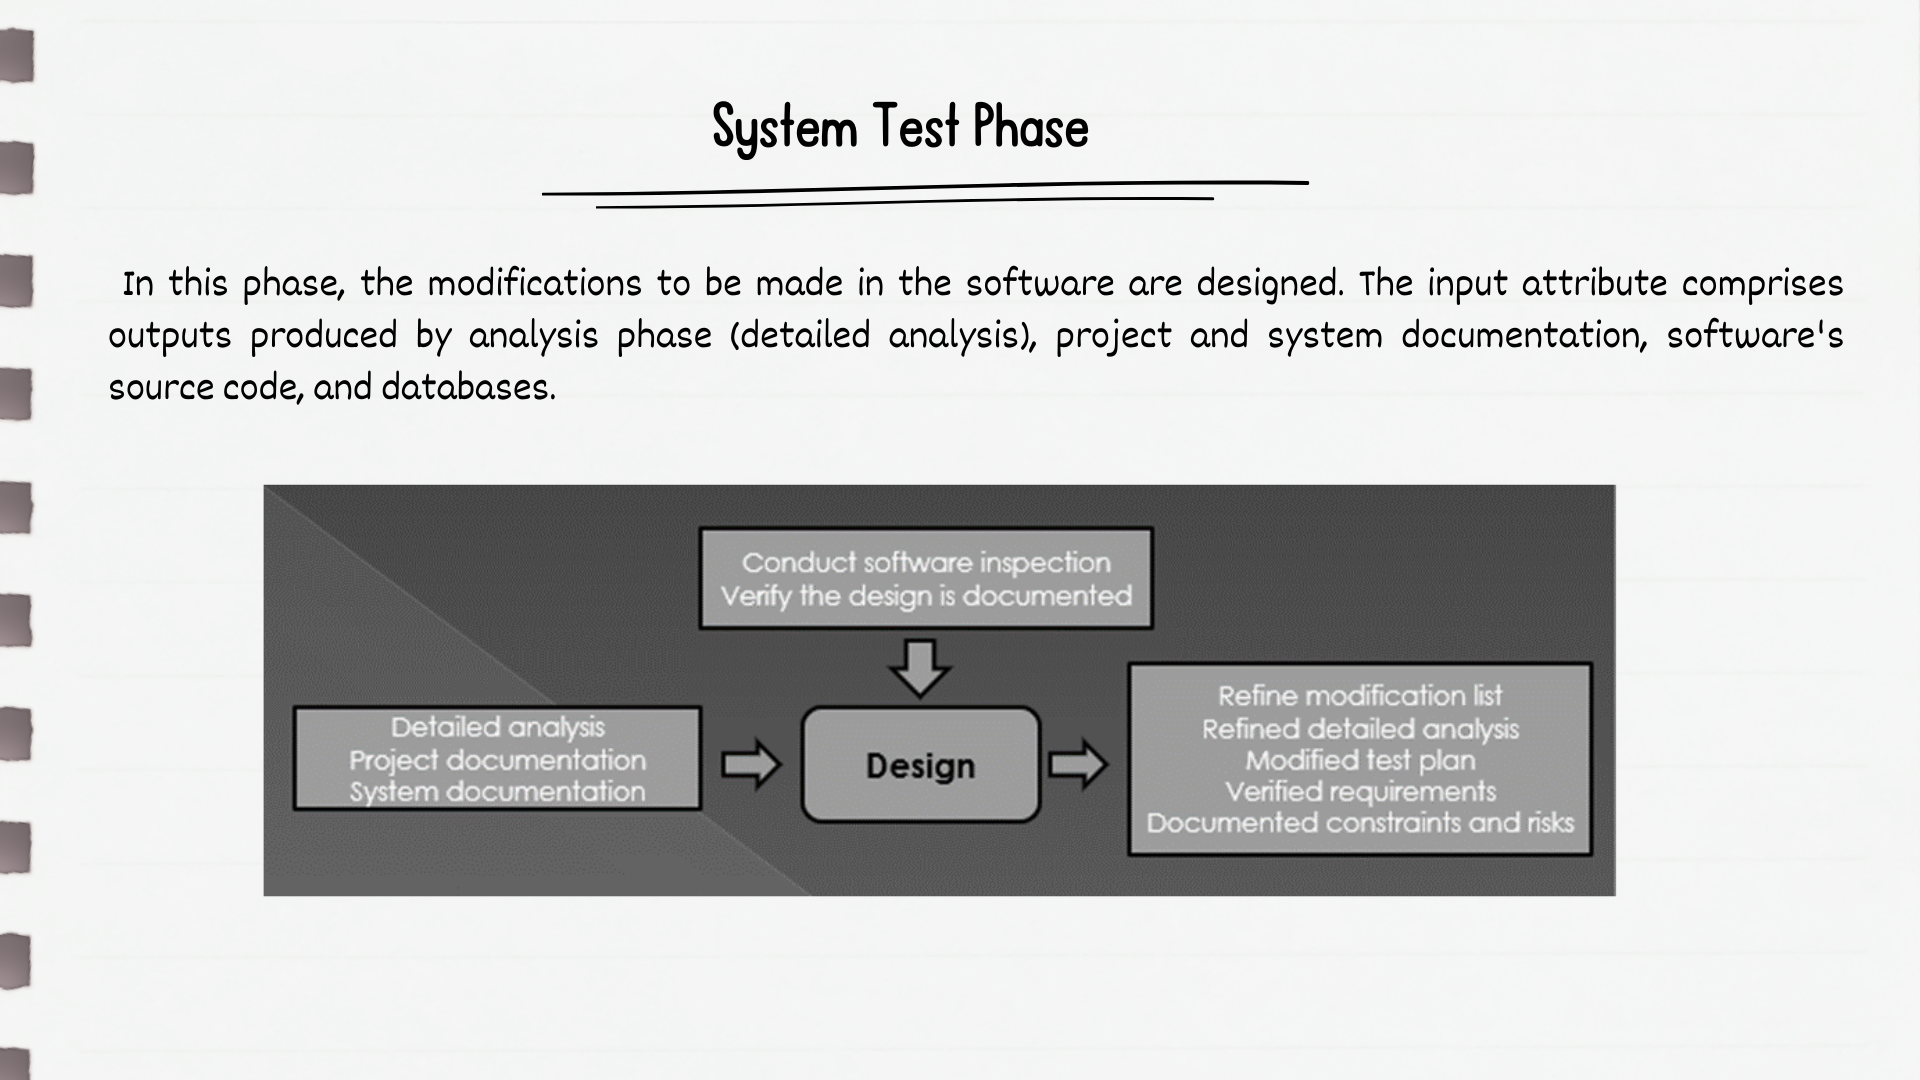 System Test Phase
In this phase, the modifications to be made in the software are designed. The input attribute comprises
outputs produced by analysis phase (detailed analysis), project and system documentation, software's
source code, and databases.
Conduct software inspection
Verify the design is documented
Detailed analysis
Project documentation
System documentation
Design
Refine modification list
Refined detailed analysis
Modified test plan
Verified requirements
Documented constraints and risks